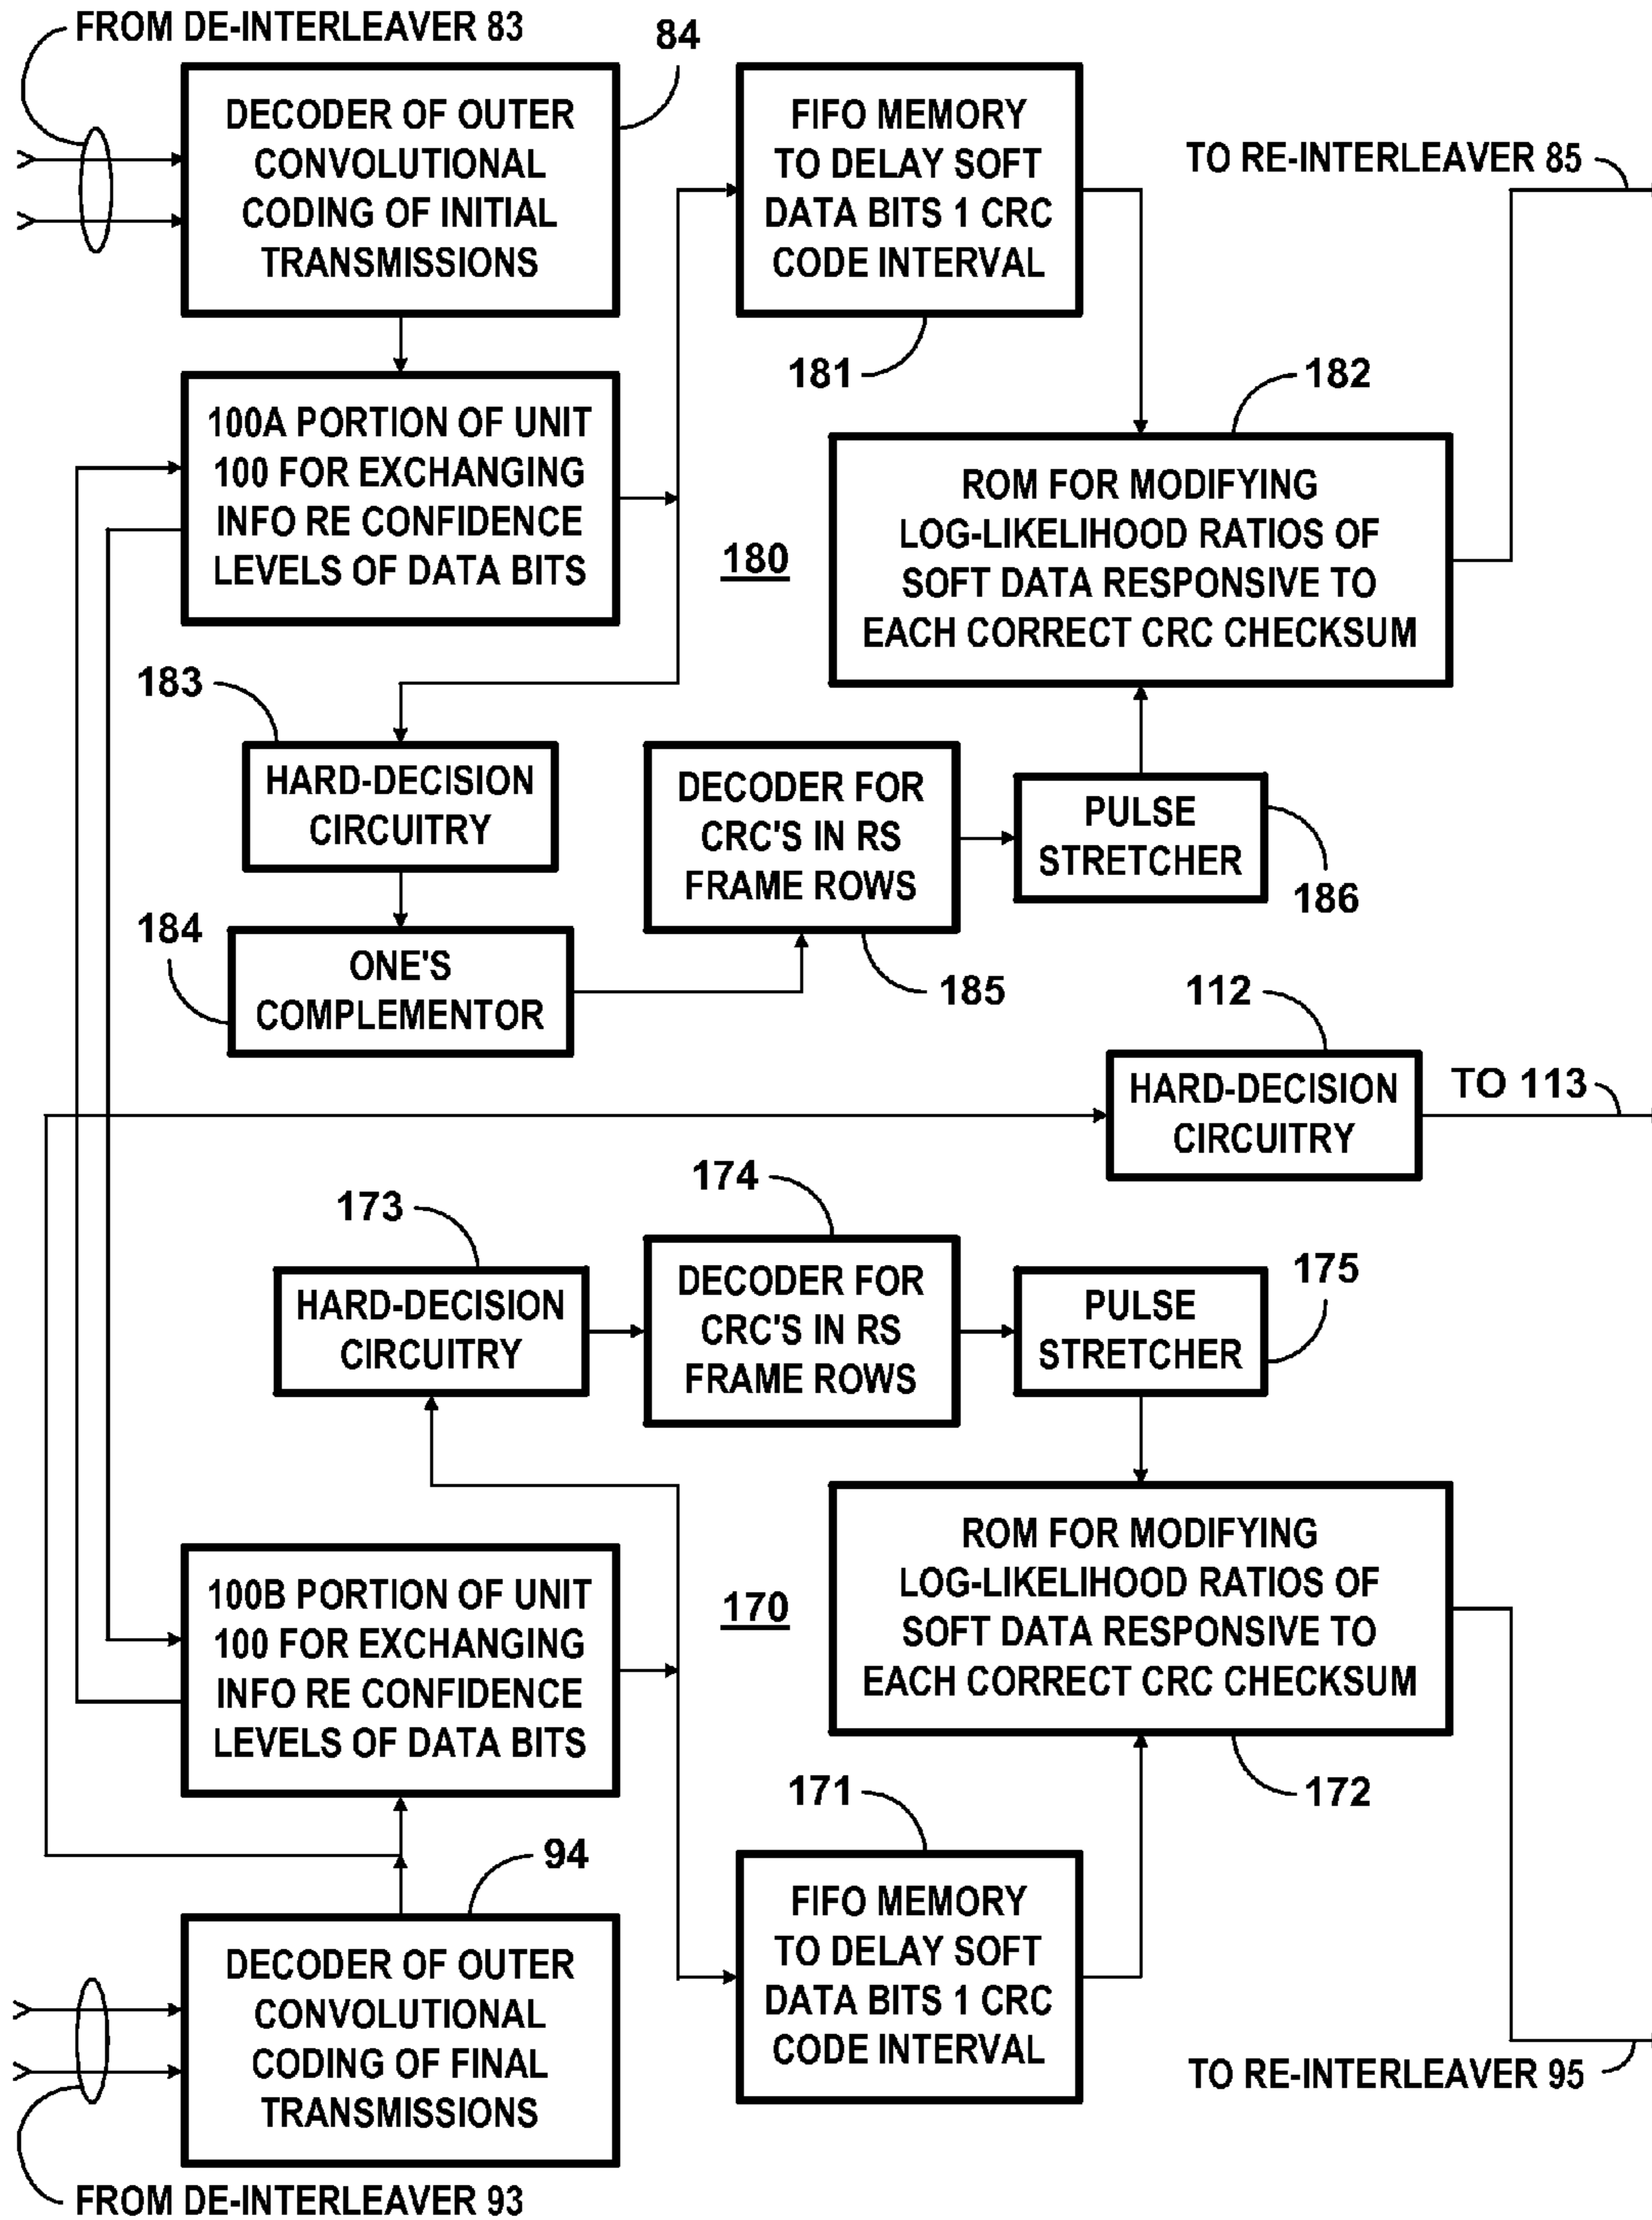 FROM DE-INTERLEAVER 83
84
DECODER OF OUTER
CONVOLUTIONAL
CODING OF INITIAL
TRANSMISSIONS
FIFO MEMORY
TO DELAY SOFT
DATA BITS 1 CRC
CODE INTERVAL
TO RE-INTERLEAVER 85
181
182
100A PORTION OF UNIT
100 FOR EXCHANGING
INFO RE CONFIDENCE
LEVELS OF DATA BITS
180
ROM FOR MODIFYING
LOG-LIKELIHOOD RATIOS OF
SOFT DATA RESPONSIVE TO
EACH CORRECT CRC CHECKSUM
183
HARD-DECISION
CIRCUITRY
DECODER FOR
CRC'S IN RS
FRAME ROWS
PULSE
STRETCHER
186
184
ONE'S
COMPLEMENTOR
185
112
HARD-DECISION
CIRCUITRY
TO 113
174
173
175
HARD-DECISION
CIRCUITRY
DECODER FOR
CRC'S IN RS
FRAME ROWS
PULSE
STRETCHER
100B PORTION OF UNIT
100 FOR EXCHANGING
INFO RE CONFIDENCE
LEVELS OF DATA BITS
170
ROM FOR MODIFYING
LOG-LIKELIHOOD RATIOS OF
SOFT DATA RESPONSIVE TO
EACH CORRECT CRC CHECKSUM
171
172
94
DECODER OF OUTER
CONVOLUTIONAL
CODING OF FINAL
TRANSMISSIONS
FIFO MEMORY
TO DELAY SOFT
DATA BITS 1 CRC
CODE INTERVAL
TO RE-INTERLEAVER 95
FROM DE-INTERLEAVER 93